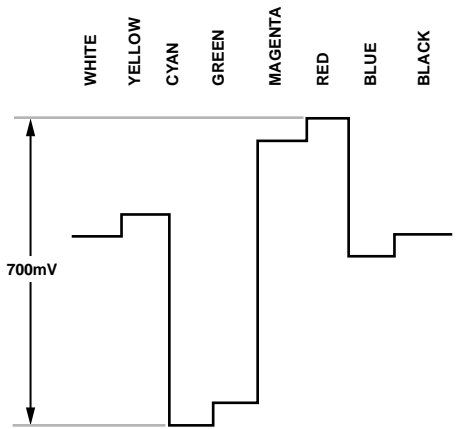 WHITE
YELLOW
CYAN
GREEN
MAGENTA
RED
BLUE
BLACK
700mV